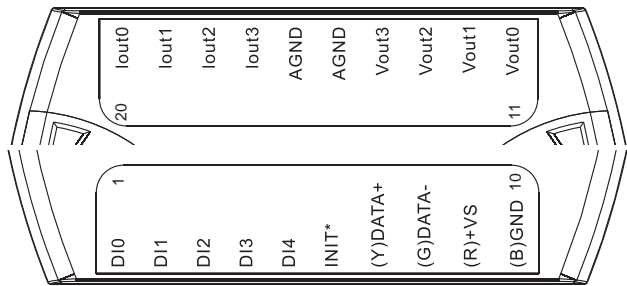 Iout0 Iout1 Iout2 Iout3 AGND AGND Vout3 Vout2 Vout1 Vout0
20 11
1 10
DI0 DI1 DI2 DI3 DI4 INIT* (Y)DATA+ (G)DATA- (R)+VS (B)GND